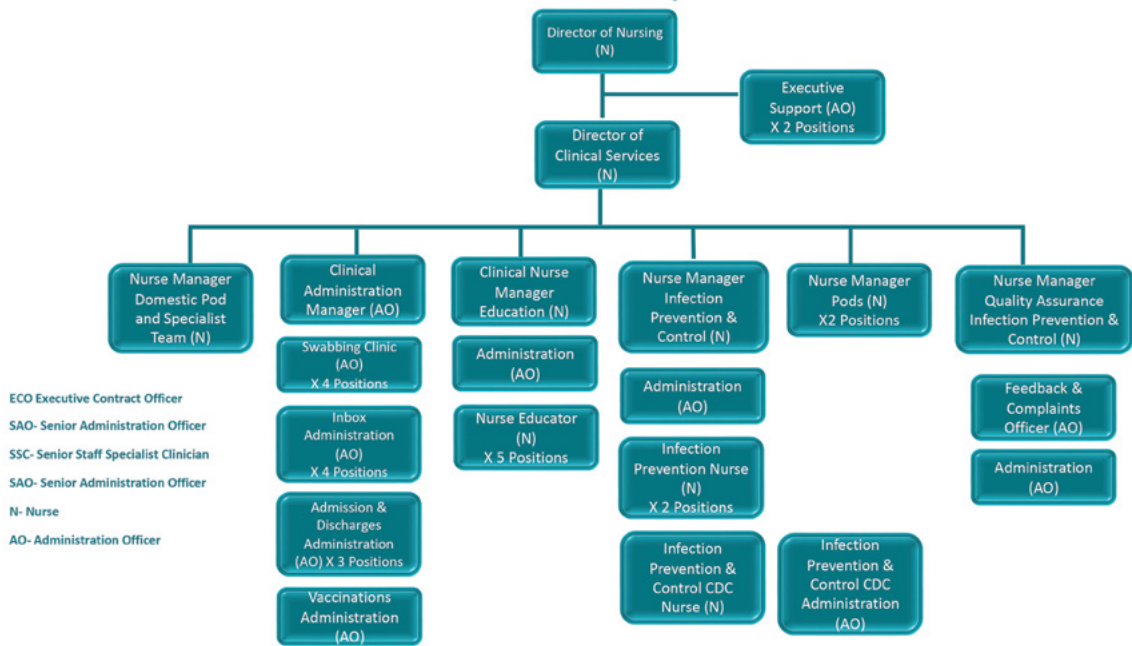 Director of Nursing
(N)
Executive
Support (AO)
X 2 Positions
Director of
Clinical Services
(N)
Nurse Manager
Domestic Pod
and Specialist
Team (N)
Clinical
Administration
Manager (AO)
Swabbing Clinic
(AO)
X 4 Positions
Inbox
Administration
(AO)
X 4 Positions
Admission &
Discharges
Administration
(AO) X 3 Positions
Vaccinations
Administration
(AO)
Clinical Nurse
Manager
Education (N)
Administration
(AO)
Nurse Educator
(N)
X 5 Positions
Nurse Manager
Infection
Prevention &
Control (N)
Administration
(AO)
Infection
Prevention Nurse
(N)
X 2 Positions
Infection
Prevention &
Control CDC
Nurse (N)
Nurse Manager
Pods (N)
X2 Positions
Infection
Prevention &
Control CDC
Administration
(AO)
Nurse Manager
Quality Assurance
Infection Prevention &
Control (N)
Feedback &
Complaints
Officer (AO)
Administration
(AO)
ECO Executive Contract Officer
SAO- Senior Administration Officer
SSC- Senior Staff Specialist Clinician
SAO- Senior Administration Officer
N- Nurse
AO- Administration Officer